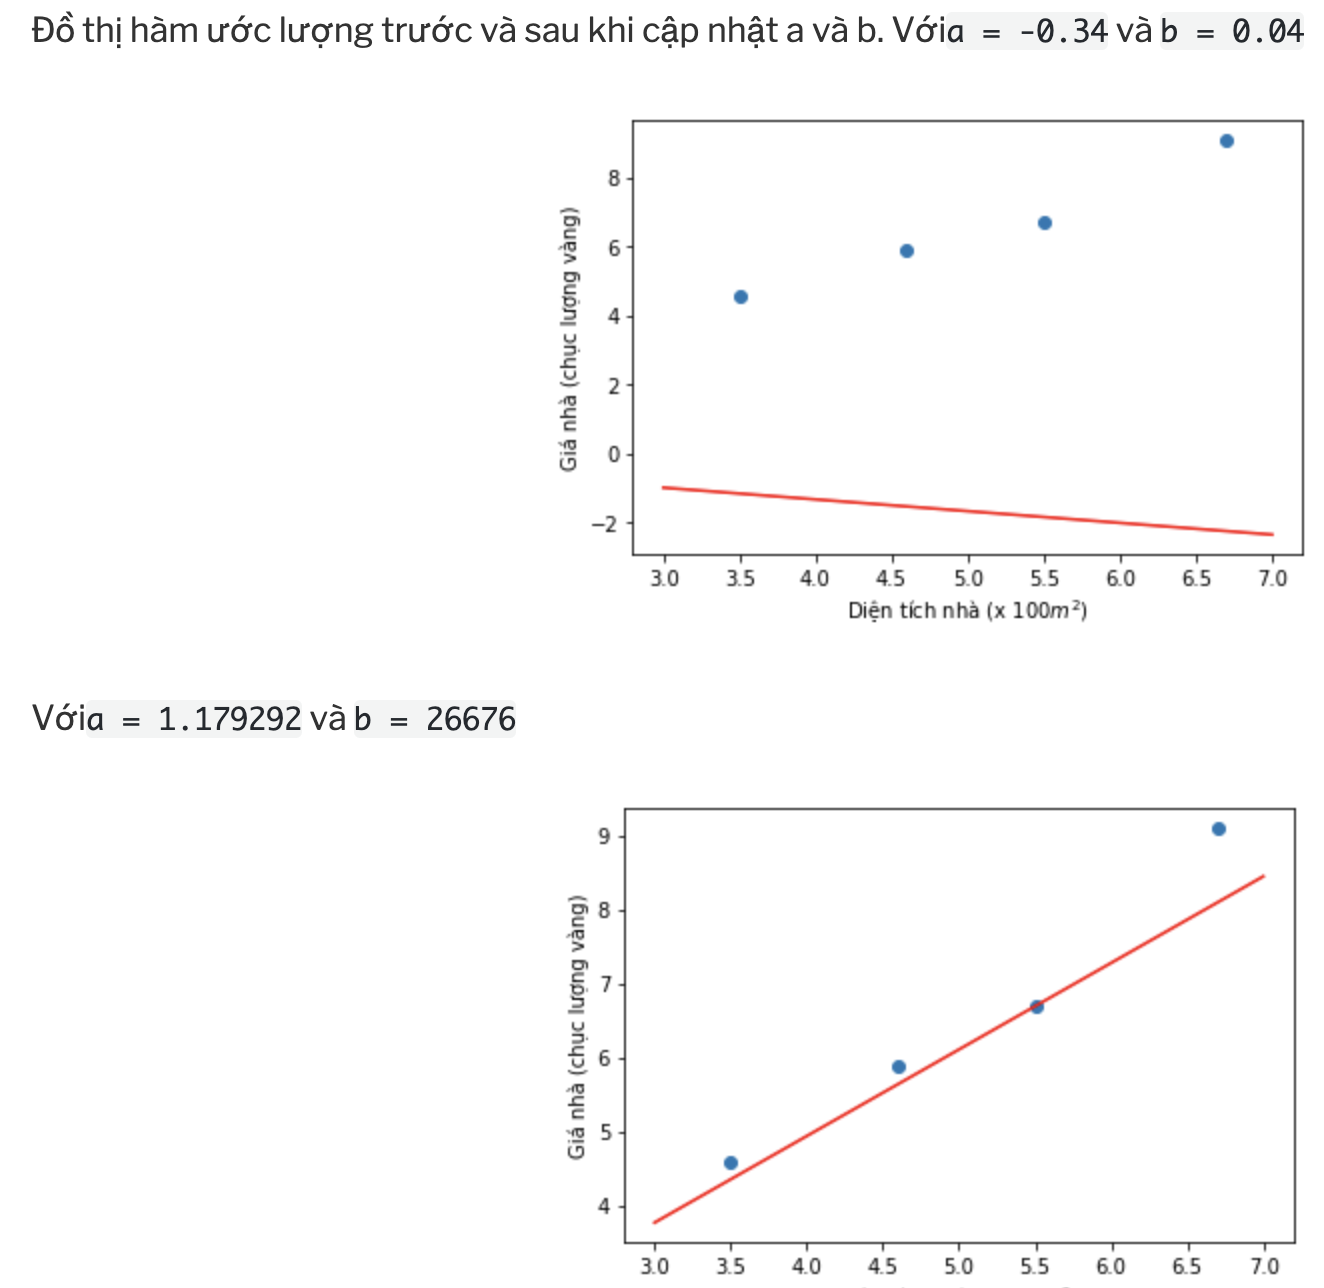 Đồ thị hàm ước lượng trước và sau khi cập nhật a và b. Vớia = -0.34 và b = 0.04
8
6
4
2
0
−2
Giá nhà (chục lượng vàng)
3.0 3.5 4.0 4.5 5.0 5.5 6.0 6.5 7.0
Diện tích nhà (x 100m²)
Vớia = 1.179292 và b = 26676
9
8
7
6
5
4
Giá nhà (chục lượng vàng)
3.0 3.5 4.0 4.5 5.0 5.5 6.0 6.5 7.0